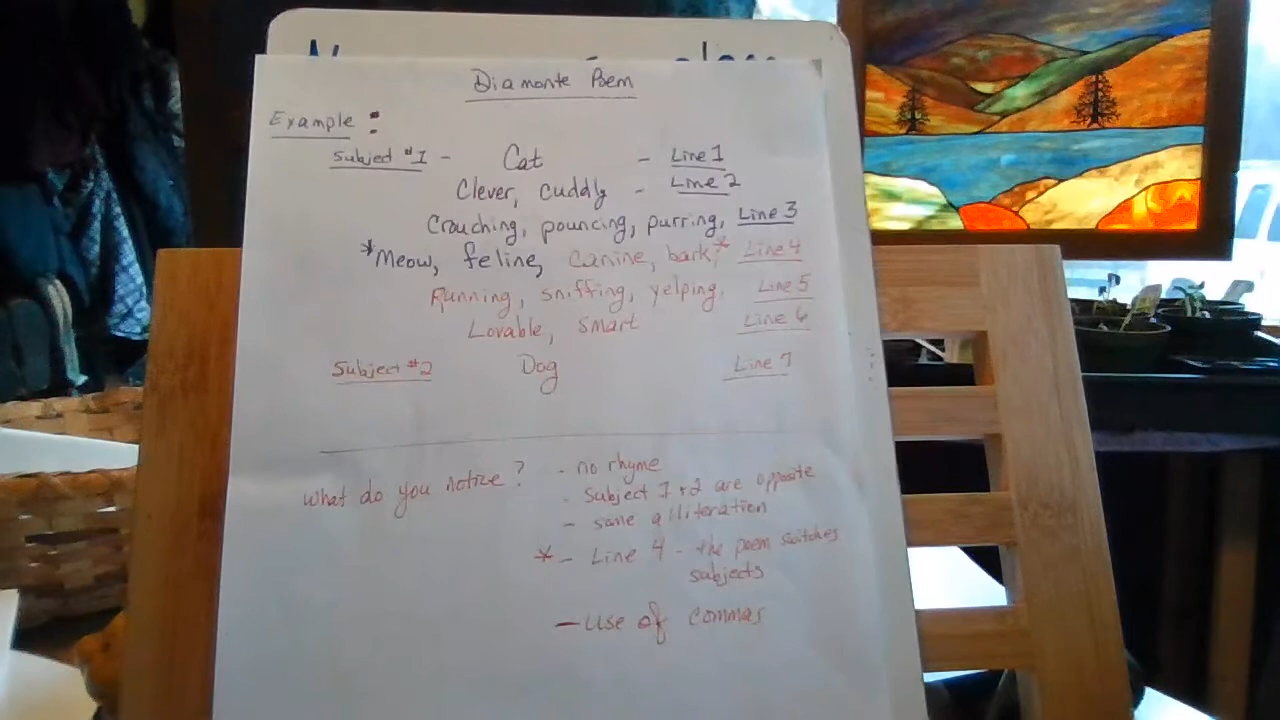 Diamonte Poem
Example:
Subject #1 - Cat - Line 1
Clever, cuddly - Line 2
Crouching, pouncing, purring, Line 3
*Meow, feline, canine, bark,* Line 4
Running, sniffing, yelping, Line 5
Lovable, smart Line 6
Subject #2 Dog Line 7
What do you notice? - no rhyme
- Subject 1 + 2 are opposite
- some alliteration
* - Line 4 - the poem switches
subjects
- Use of commas